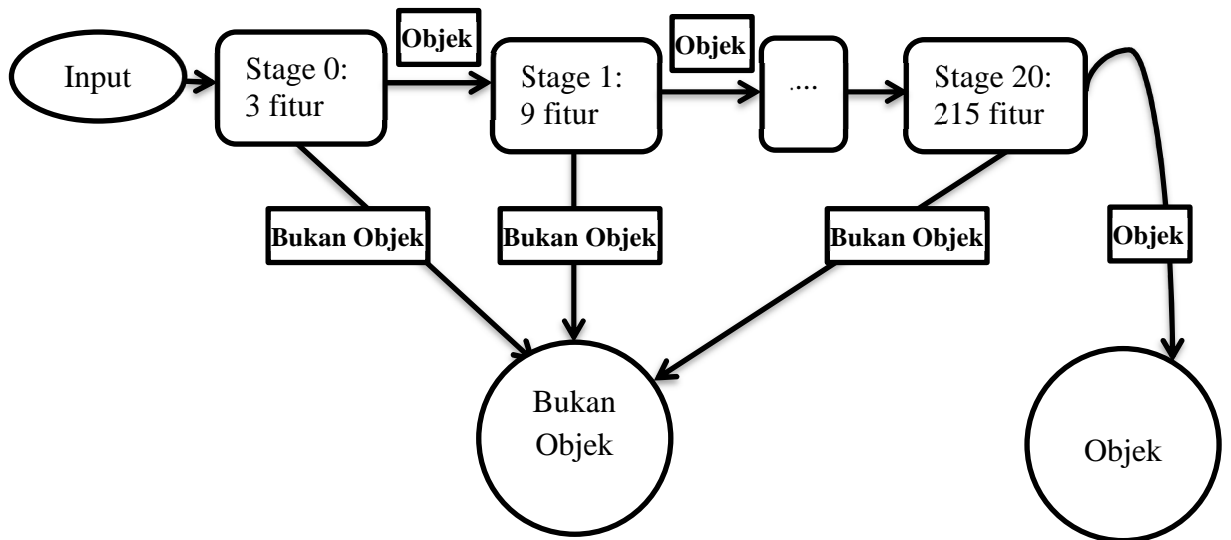 Objek
Objek
Input
Stage 0:
3 fitur
Stage 1:
9 fitur
....
Stage 20:
215 fitur
Bukan Objek
Bukan Objek
Bukan Objek
Objek
Bukan
Objek
Objek